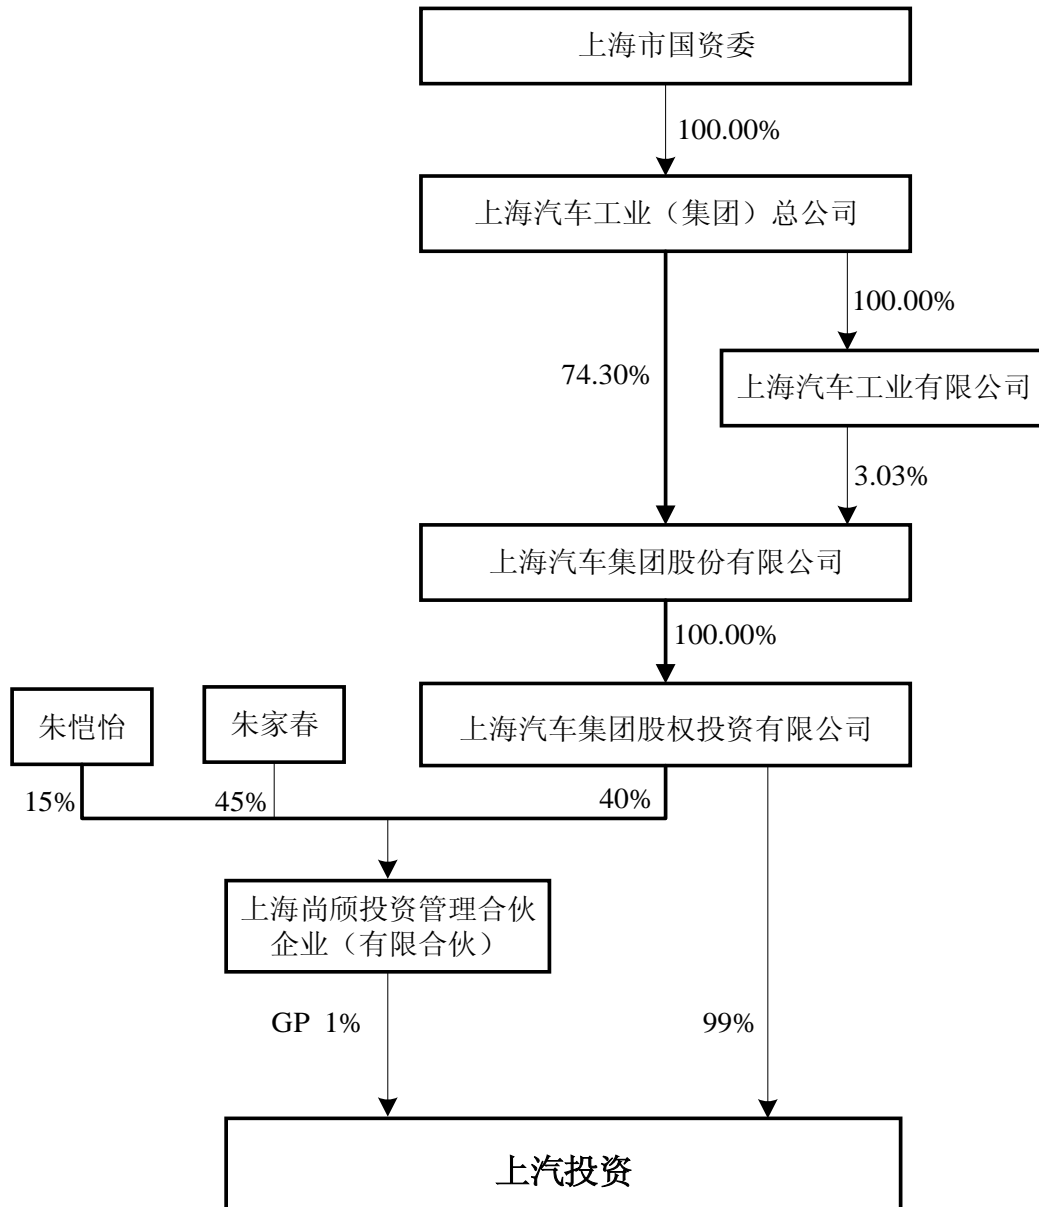 上海市国资委
100.00%
上海汽车工业（集团）总公司
100.00%
74.30%
上海汽车工业有限公司
3.03%
上海汽车集团股份有限公司
100.00%
朱恺怡
朱家春
上海汽车集团股权投资有限公司
15%
45%
40%
上海尚颀投资管理合伙
企业（有限合伙）
GP 1%
99%
上汽投资